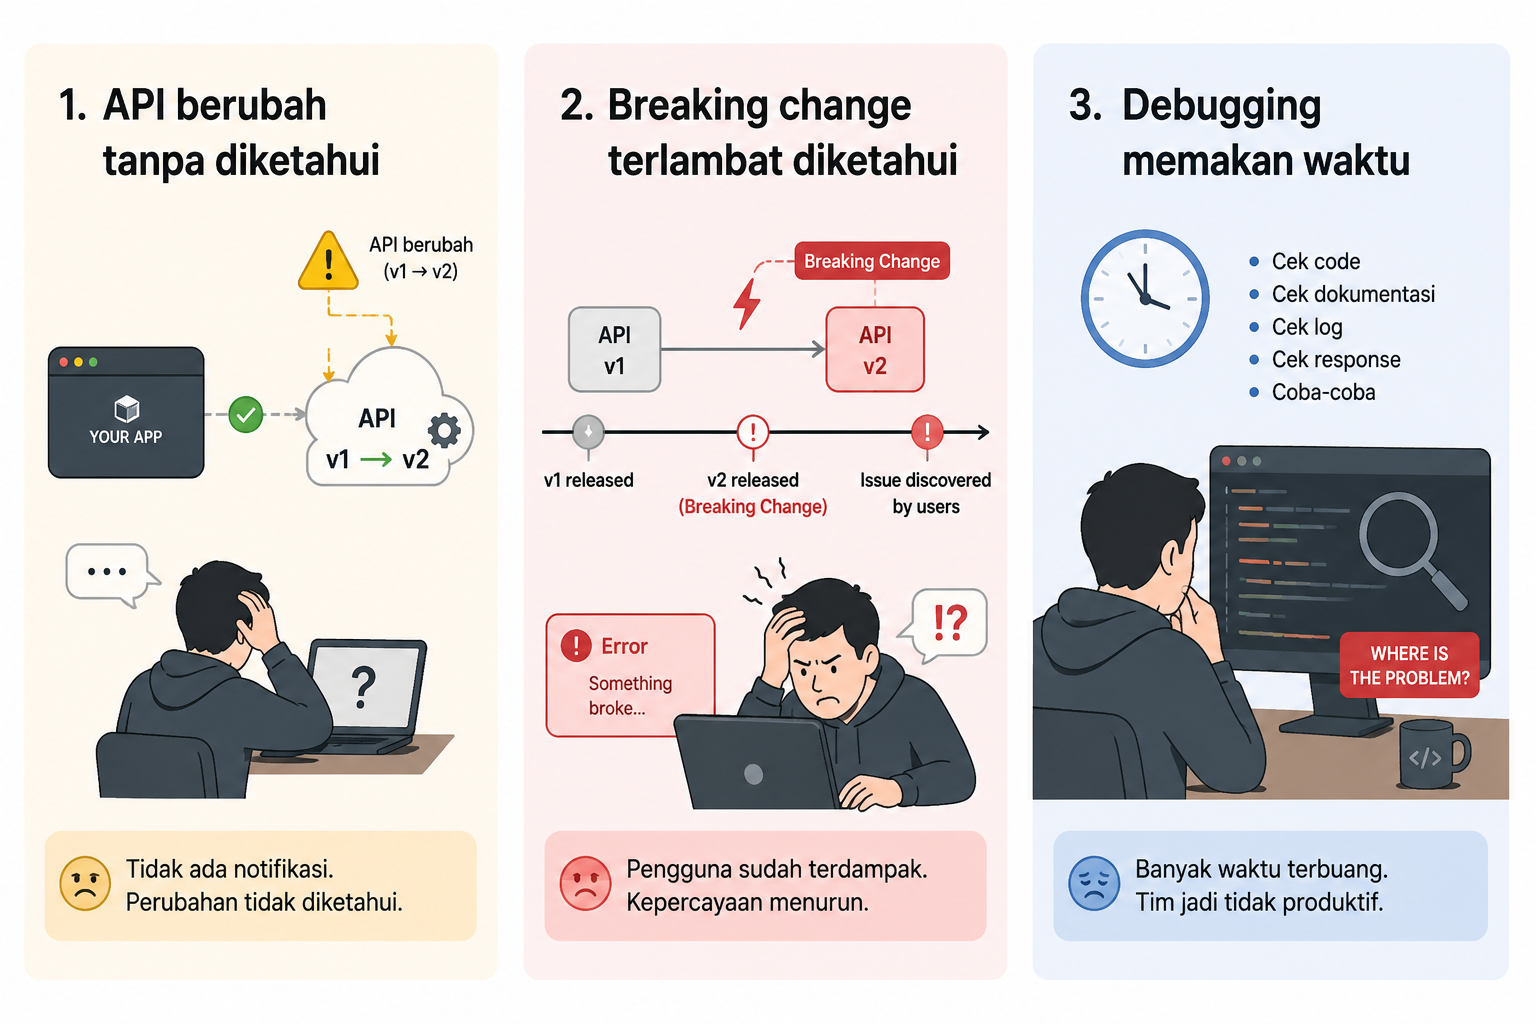 1. API berubah
tanpa diketahui
API berubah
(v1 → v2)
YOUR APP
API
v1 → v2
...
?
Tidak ada notifikasi.
Perubahan tidak diketahui.
2. Breaking change
terlambat diketahui
Breaking Change
API
v1
API
v2
!
!
v1 released
v2 released
(Breaking Change)
Issue discovered
by users
!?
! Error
Something
broke...
Pengguna sudah terdampak.
Kepercayaan menurun.
3. Debugging
memakan waktu
• Cek code
• Cek dokumentasi
• Cek log
• Cek response
• Coba-coba
WHERE IS
THE PROBLEM?
</>
Banyak waktu terbuang.
Tim jadi tidak produktif.